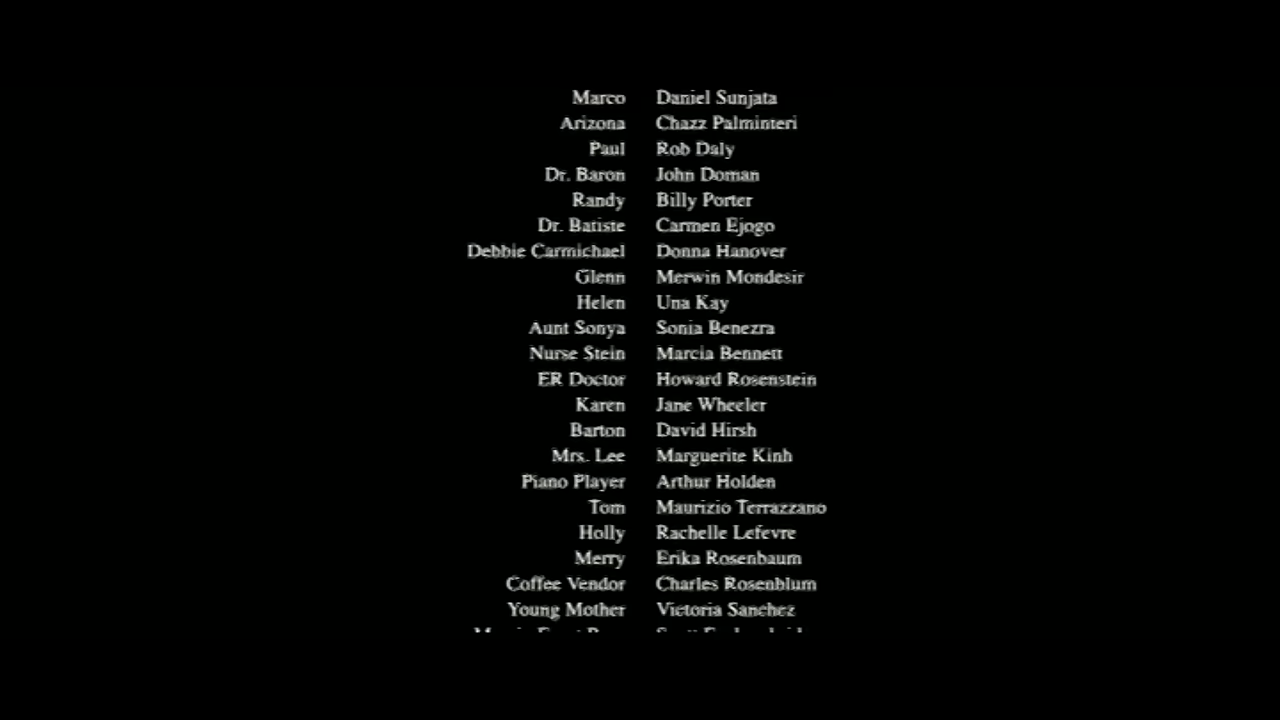 Marco Daniel Sunjata
Arizona Chazz Palminteri
Paul Rob Daly
Dr. Baron John Doman
Randy Billy Porter
Dr. Batiste Carmen Ejogo
Debbie Carmichael Donna Hanover
Glenn Merwin Mondesir
Helen Una Kay
Aunt Sonya Sonia Benezra
Nurse Stein Marcia Bennett
ER Doctor Howard Rosenstein
Karen Jane Wheeler
Barton David Hirsh
Mrs. Lee Marguerite Kinh
Piano Player Arthur Holden
Tom Maurizio Terrazzano
Holly Rachelle Lefevre
Merry Erika Rosenbaum
Coffee Vendor Charles Rosenblum
Young Mother Victoria Sanchez